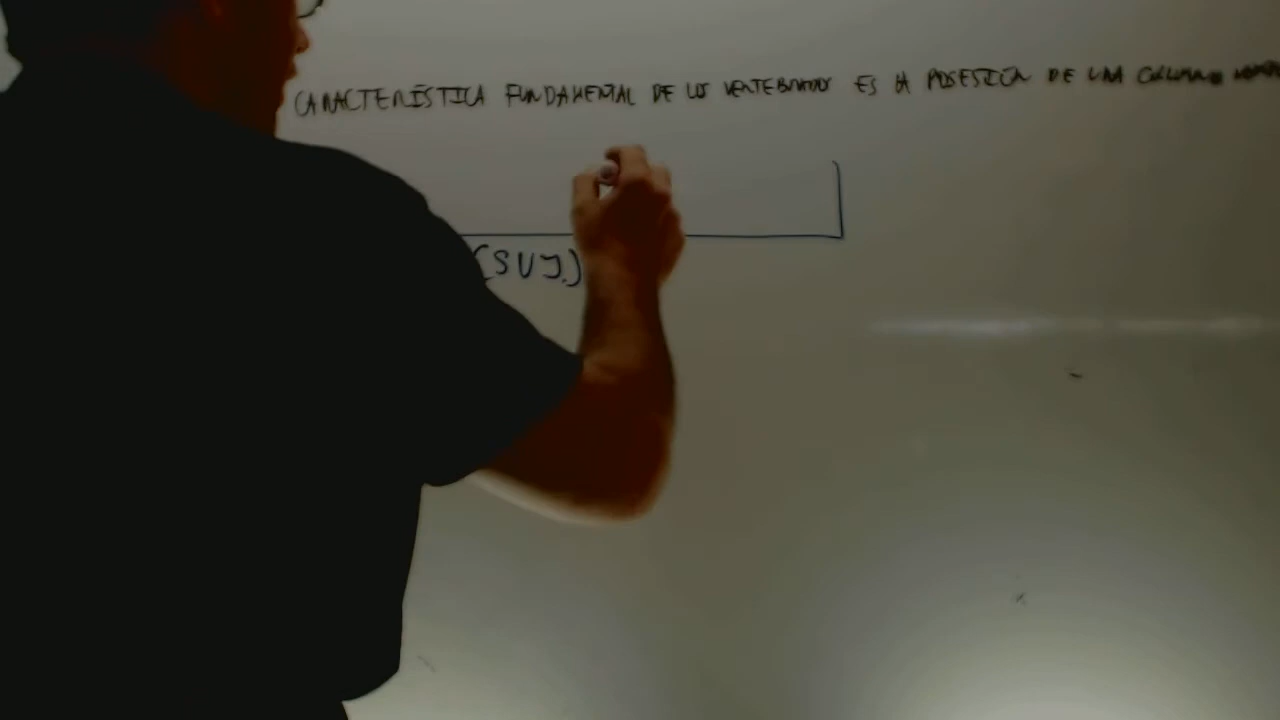 CARACTERÍSTICA FUNDAMENTAL DE LOS VERTEBRADOS ES LA POSESIÓN DE UNA COLUMNA
(SUJ.)